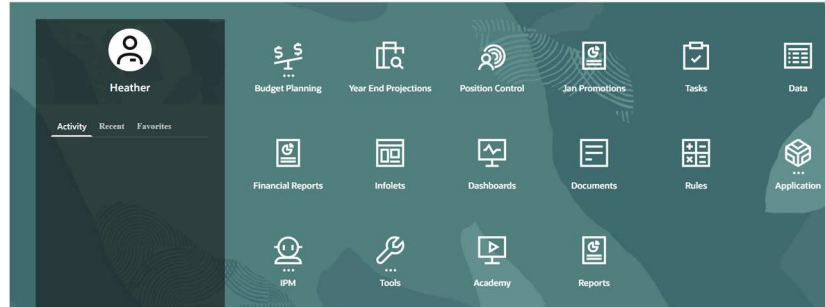 Heather
Activity Recent Favorites
Budget Planning Year End Projections Position Control Jan Promotions Tasks Data
Financial Reports Infolets Dashboards Documents Rules Application
IPM Tools Academy Reports